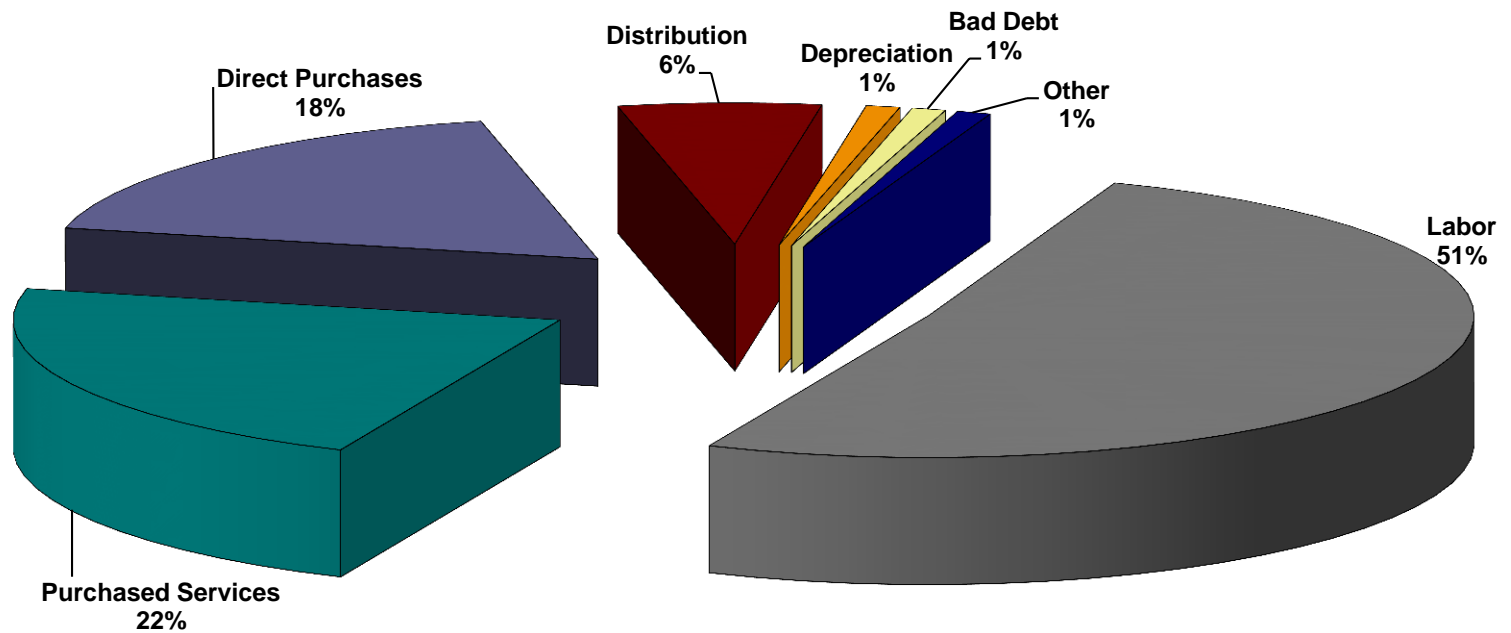 Bad Debt
1%
Distribution
6%
Depreciation
1%
Direct Purchases
18%
Other
1%
Labor
51%
Purchased Services
22%